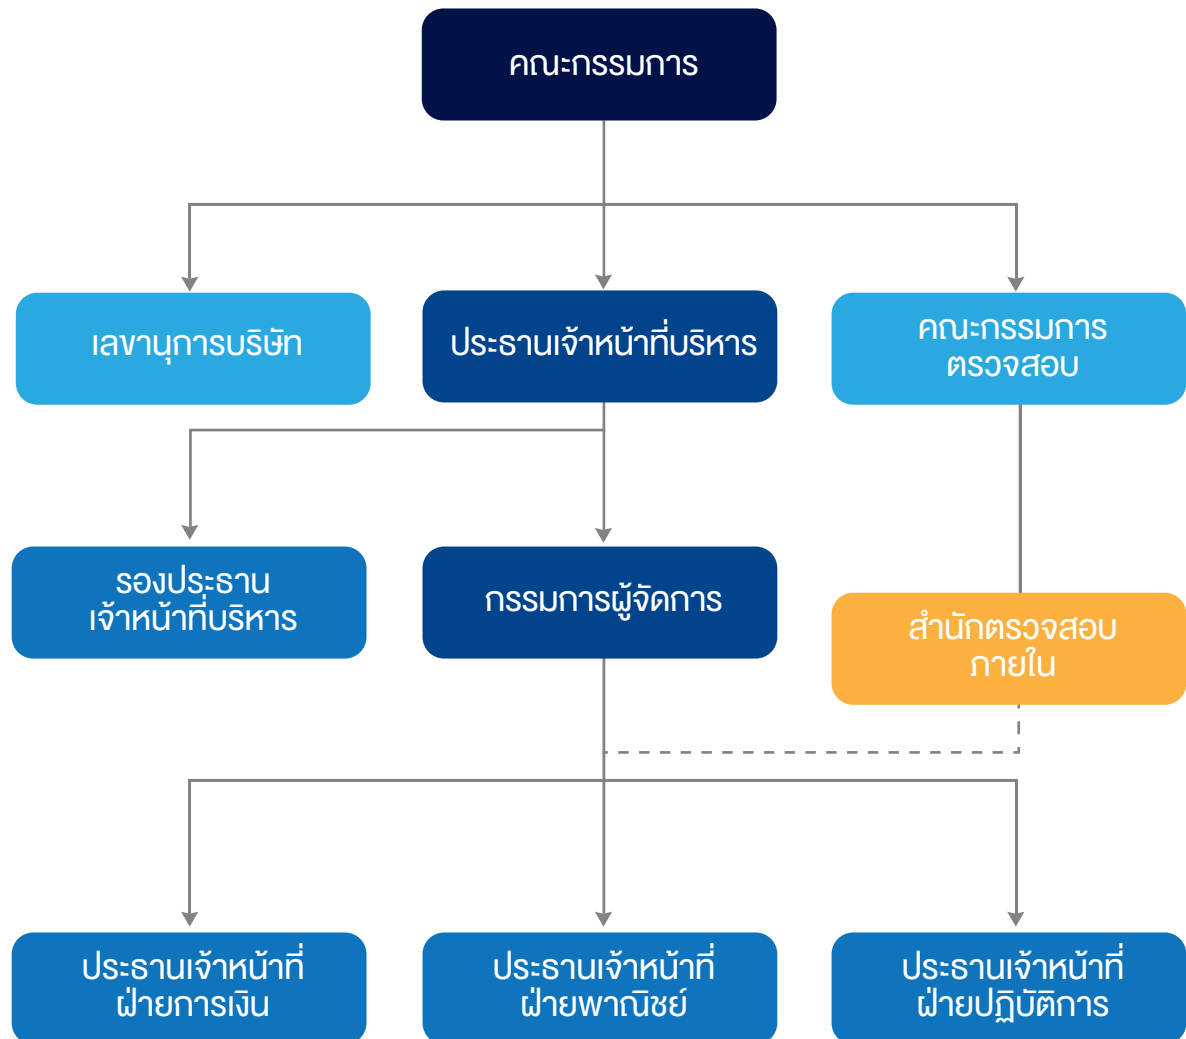 คณะกรรมการ
เลขานุการบริษัท
ประธานเจ้าหน้าที่บริหาร
คณะกรรมการ
ตรวจสอบ
รองประธาน
เจ้าหน้าที่บริหาร
กรรมการผู้จัดการ
สำนักตรวจสอบ
ภายใน
ประธานเจ้าหน้าที่
ฝ่ายการเงิน
ประธานเจ้าหน้าที่
ฝ่ายพาณิชย์
ประธานเจ้าหน้าที่
ฝ่ายปฏิบัติการ